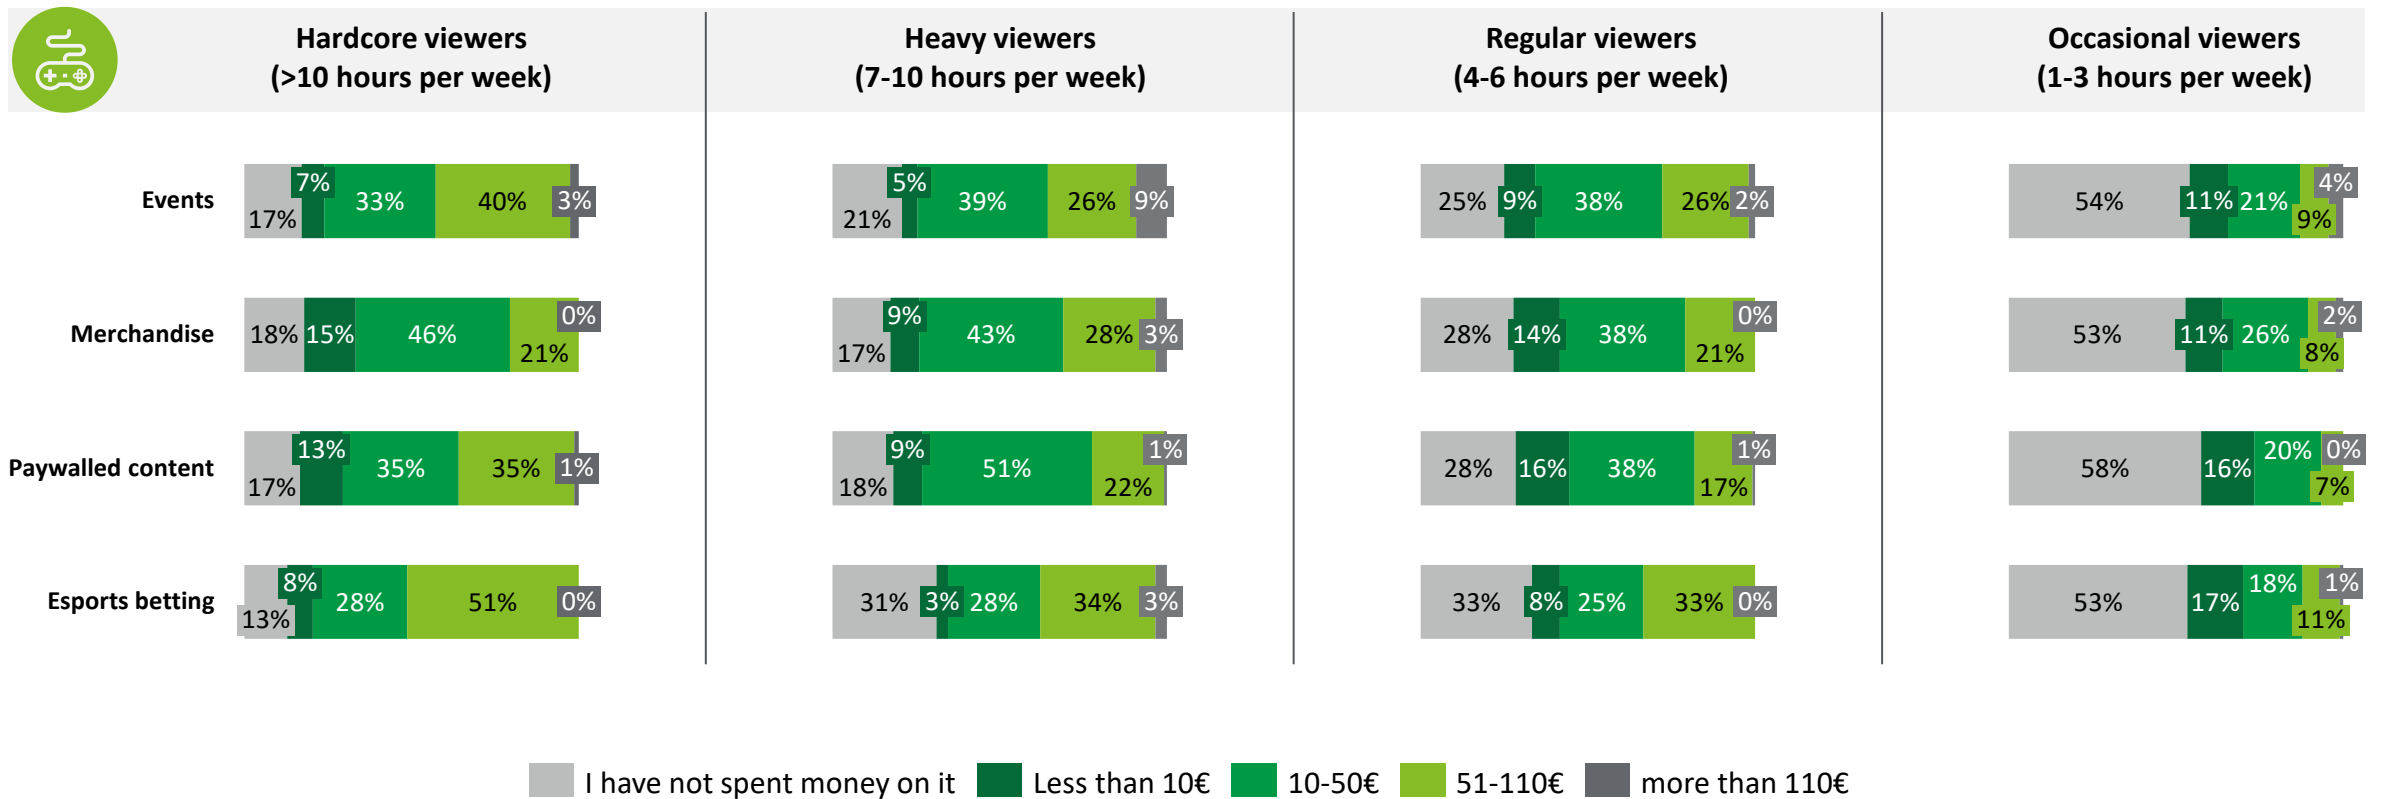 Hardcore viewers
(>10 hours per week)
Heavy viewers
(7-10 hours per week)
Regular viewers
(4-6 hours per week)
Occasional viewers
(1-3 hours per week)
Events
17% 7% 33% 40% 3%
21% 5% 39% 26% 9%
25% 9% 38% 26% 2%
54% 11% 21% 9% 4%
Merchandise
18% 15% 46% 21% 0%
17% 9% 43% 28% 3%
28% 14% 38% 21% 0%
53% 11% 26% 8% 2%
Paywalled content
17% 13% 35% 35% 1%
18% 9% 51% 22% 1%
28% 16% 38% 17% 1%
58% 16% 20% 7% 0%
Esports betting
13% 8% 28% 51% 0%
31% 3% 28% 34% 3%
33% 8% 25% 33% 0%
53% 17% 18% 11% 1%
I have not spent money on it Less than 10€ 10-50€ 51-110€ more than 110€